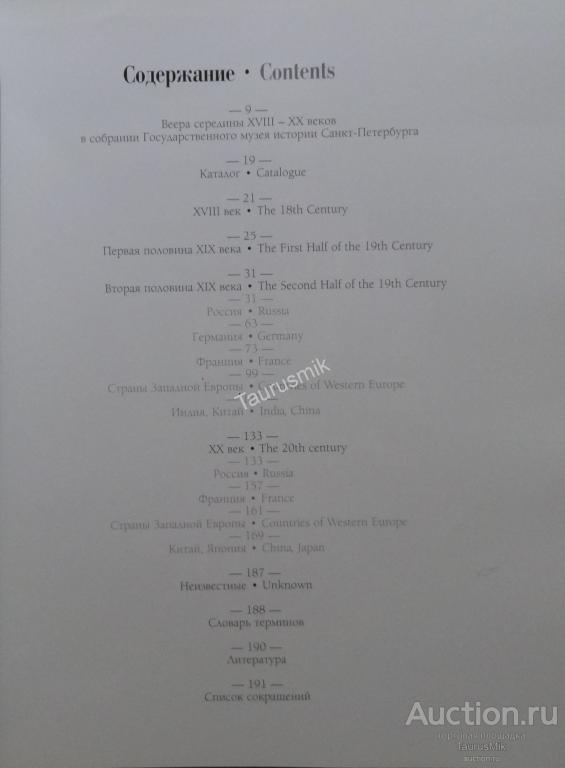 Содержание • Contents
— 9 —
Веера середины XVIII – XX веков
в собрании Государственного музея истории Санкт-Петербурга
— 19 —
Каталог • Catalogue
— 21 —
XVIII век • The 18th Century
— 25 —
Первая половина XIX века • The First Half of the 19th Century
— 31 —
Вторая половина XIX века • The Second Half of the 19th Century
— 31 —
Россия • Russia
— 63 —
Германия • Germany
— 73 —
Франция • France
— 99 —
Страны Западной Европы • Countries of Western Europe
Taurusmik
Индия, Китай • India, China
— 133 —
XX век • The 20th century
— 133 —
Россия • Russia
— 157 —
Франция • France
— 161 —
Страны Западной Европы • Countries of Western Europe
— 169 —
Китай, Япония • China, Japan
— 187 —
Неизвестные • Unknown
— 188 —
Словарь терминов
— 190 —
Литература
— 191 —
Список сокращений
Auction.ru
торговая площадка
TaurusMik
auction.ru